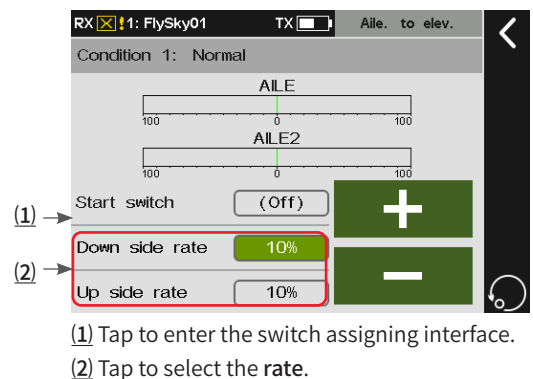 RX !1: FlySky01 TX Aile. to elev.
Condition 1: Normal
AILE
100 0 100
AILE2
100 0 100
(1) Start switch (Off) +
(2) Down side rate 10% −
Up side rate 10%
(1) Tap to enter the switch assigning interface.
(2) Tap to select the rate.